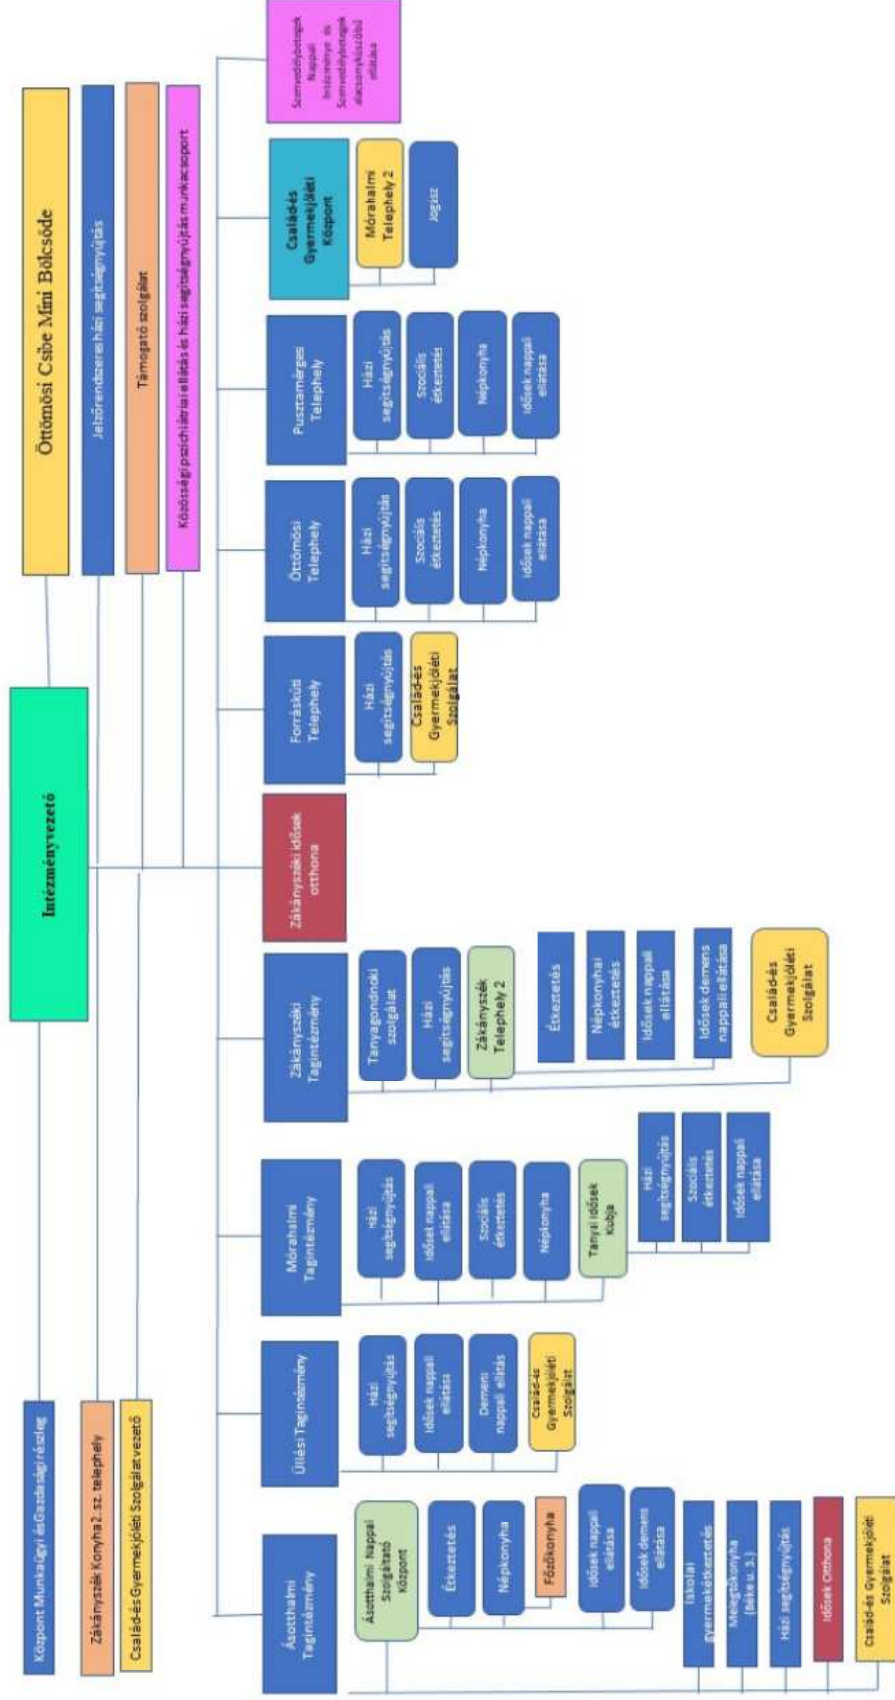 Intézményvezető
Központ Munkaügyi és Gazdasági részleg
Zákányszék Konyha 2. sz. telephely
Család-és Gyermekjóléti Szolgálat vezető
Öttömösi Csibe Mini Bölcsőde
Jelzőrendszeres házi segítségnyújtás
Támogató szolgálat
Közösségi pszichiátriai ellátás és házi segítségnyújtás munkacsoport
Ásotthalmi
Tagintézmény
Ásotthalmi Nappali
Szolgáltató
Központ
Étkeztetés
Népkonyha
Főzőkonyha
Idősek nappali
ellátása
Idősek demens
ellátása
Iskolai
gyermekétkeztetés
Melegítőkonyha
(Béke u. 3.)
Házi segítségnyújtás
Idősek Otthona
Család-és Gyermekjóléti
Szolgálat
Üllési Tagintézmény
Házi
segítségnyújtás
Idősek nappali
ellátása
Demens
nappali ellátás
Család-és
Gyermekjóléti
Szolgálat
Mórahalmi
Tagintézmény
Házi
segítségnyújtás
Idősek nappali
ellátása
Szociális
étkeztetés
Népkonyha
Tanyai Idősek
Kubja
Házi
segítségnyújtás
Szociális
étkeztetés
Idősek nappali
ellátása
Zákányszéki
Tagintézmény
Tanyagondnoki
szolgálat
Házi
segítségnyújtás
Zákányszék
Telephely 2
Étkeztetés
Népkonyhai
étkeztetés
Idősek nappali
ellátása
Idősek demens
nappali ellátása
Család-és
Gyermekjóléti
Szolgálat
Zákányszéki idősek
otthona
Forráskúti
Telephely
Házi
segítségnyújtás
Család-és
Gyermekjóléti
Szolgálat
Öttömösi
Telephely
Házi
segítségnyújtás
Szociális
étkeztetés
Népkonyha
Idősek nappali
ellátása
Pusztamérges
Telephely
Házi
segítségnyújtás
Szociális
étkeztetés
Népkonyha
Idősek nappali
ellátása
Család-és
Gyermekjóléti
Központ
Mórahalmi
Telephely 2
Jogász
Szenvedélybetegek
Nappali
Intézménye és
Szenvedélybetegek
alacsonyküszöbű
ellátása